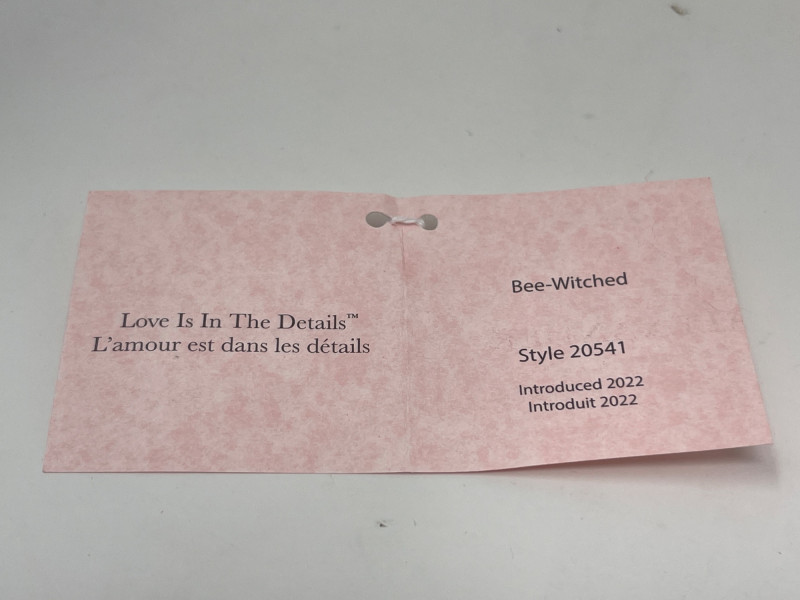 Love Is In The Details™
L'amour est dans les détails
Bee-Witched
Style 20541
Introduced 2022
Introduit 2022